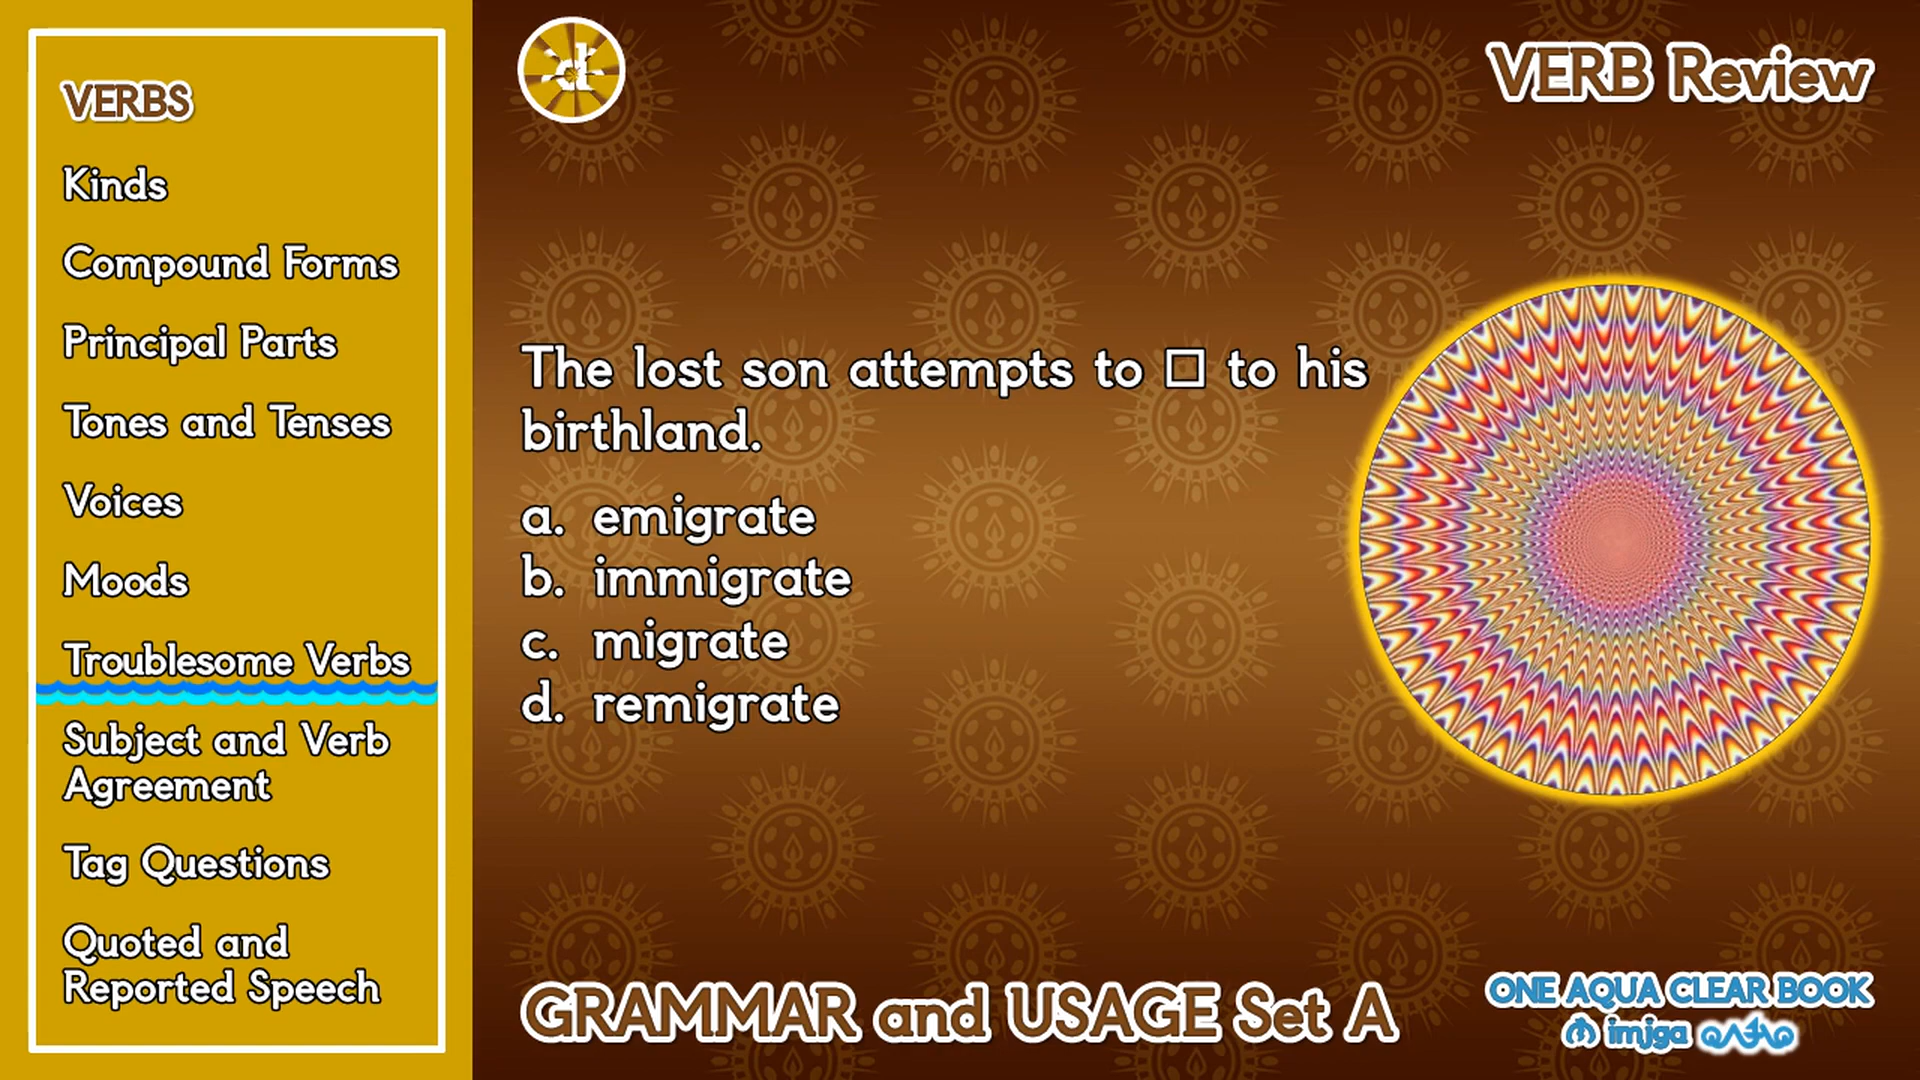 VERBS
Kinds
Compound Forms
Principal Parts
Tones and Tenses
Voices
Moods
Troublesome Verbs
Subject and Verb
Agreement
Tag Questions
Quoted and
Reported Speech
d
VERB Review
The lost son attempts to □ to his
birthland.
a. emigrate
b. immigrate
c. migrate
d. remigrate
GRAMMAR and USAGE Set A
ONE AQUA CLEAR BOOK
imjga